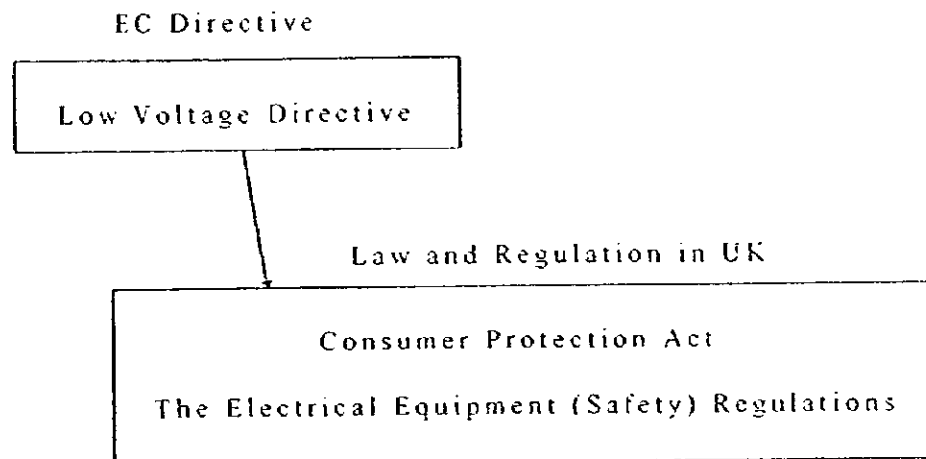 EC Directive
Low Voltage Directive
Law and Regulation in UK
Consumer Protection Act
The Electrical Equipment (Safety) Regulations